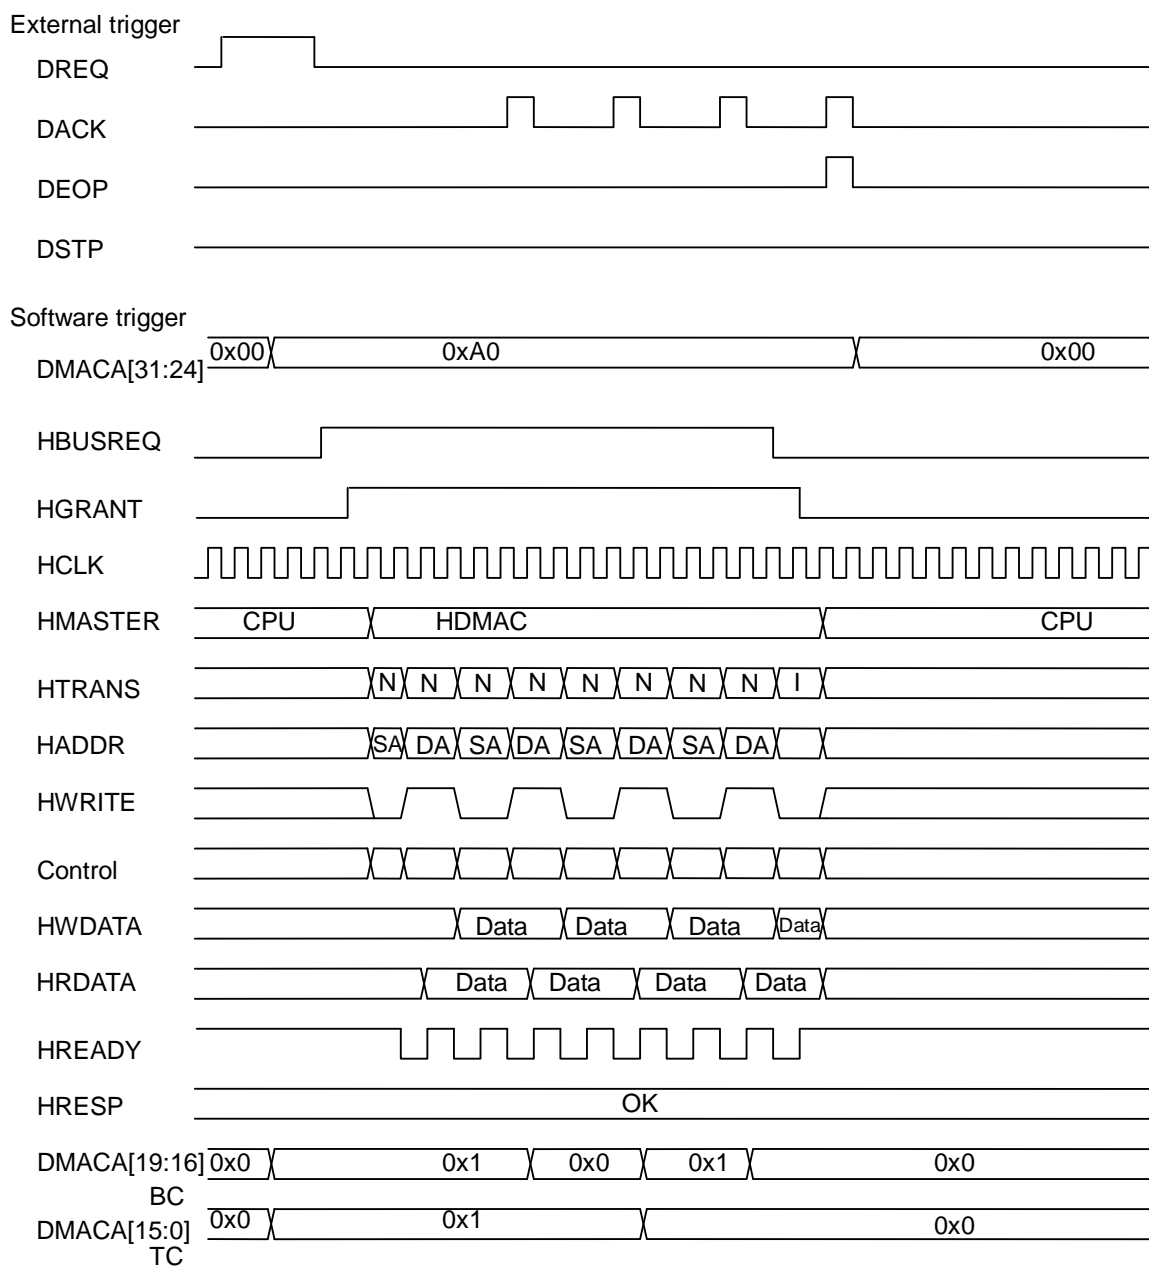 External trigger
DREQ
DACK
DEOP
DSTP
Software trigger
DMACA[31:24] 0x00 0xA0 0x00
HBUSREQ
HGRANT
HCLK
HMASTER CPU HDMAC CPU
HTRANS N N N N N N N N I
HADDR SA DA SA DA SA DA SA DA
HWRITE
Control
HWDATA Data Data Data Data
HRDATA Data Data Data Data
HREADY
HRESP OK
DMACA[19:16] 0x0 0x1 0x0 0x1 0x0
BC
DMACA[15:0] 0x0 0x1 0x0
TC